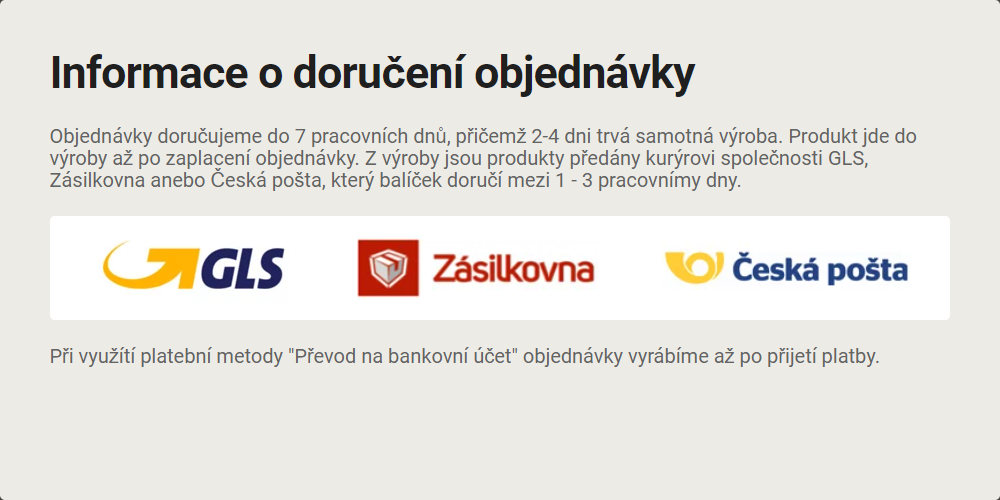 Informace o doručení objednávky
Objednávky doručujeme do 7 pracovních dnů, přičemž 2-4 dni trvá samotná výroba. Produkt jde do
výroby až po zaplacení objednávky. Z výroby jsou produkty předány kurýrovi společnosti GLS,
Zásilkovna anebo Česká pošta, který balíček doručí mezi 1 - 3 pracovnímy dny.
GLS Zásilkovna Česká pošta
Při využítí platební metody "Převod na bankovní účet" objednávky vyrábíme až po přijetí platby.